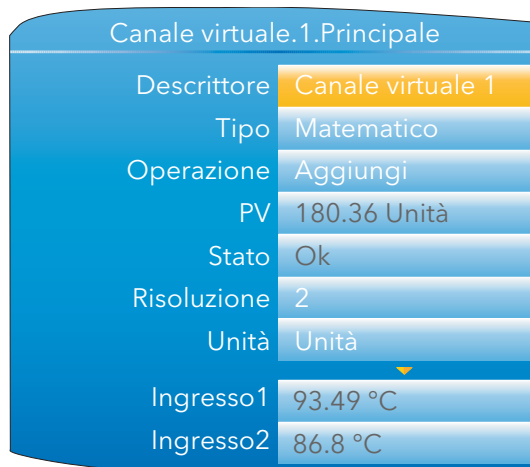 Canale virtuale.1.Principale
Descrittore Canale virtuale 1
Tipo Matematico
Operazione Aggiungi
PV 180.36 Unità
Stato Ok
Risoluzione 2
Unità Unità
Ingresso1 93.49 °C
Ingresso2 86.8 °C